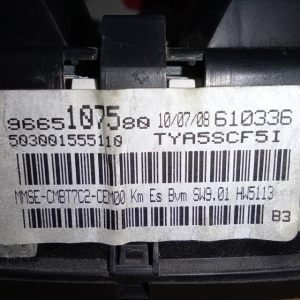 9665107580 10/07/08 610336
503001555110 TYA5SCF5I
MMSE-CMBT7C2-CEM00 Km Es Bvm SW9.01 HW5113
B3